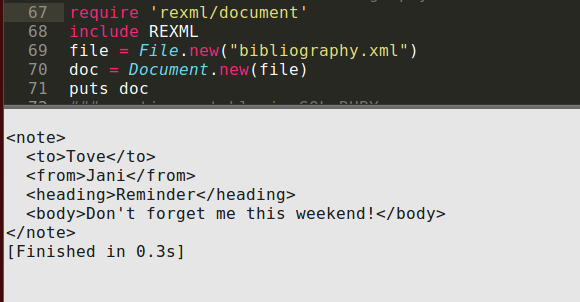 67 require 'rexml/document'
68 include REXML
69 file = File.new("bibliography.xml")
70 doc = Document.new(file)
71 puts doc
<note>
  <to>Tove</to>
  <from>Jani</from>
  <heading>Reminder</heading>
  <body>Don't forget me this weekend!</body>
</note>
[Finished in 0.3s]